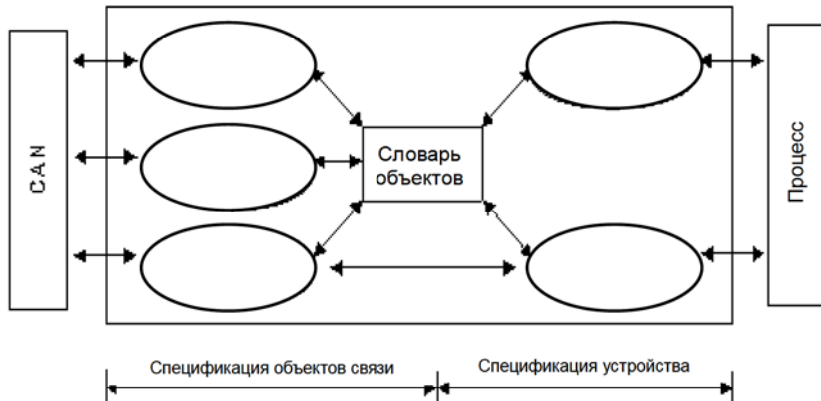 CAN
Словарь
объектов
Процесс
Спецификация объектов связи
Спецификация устройства